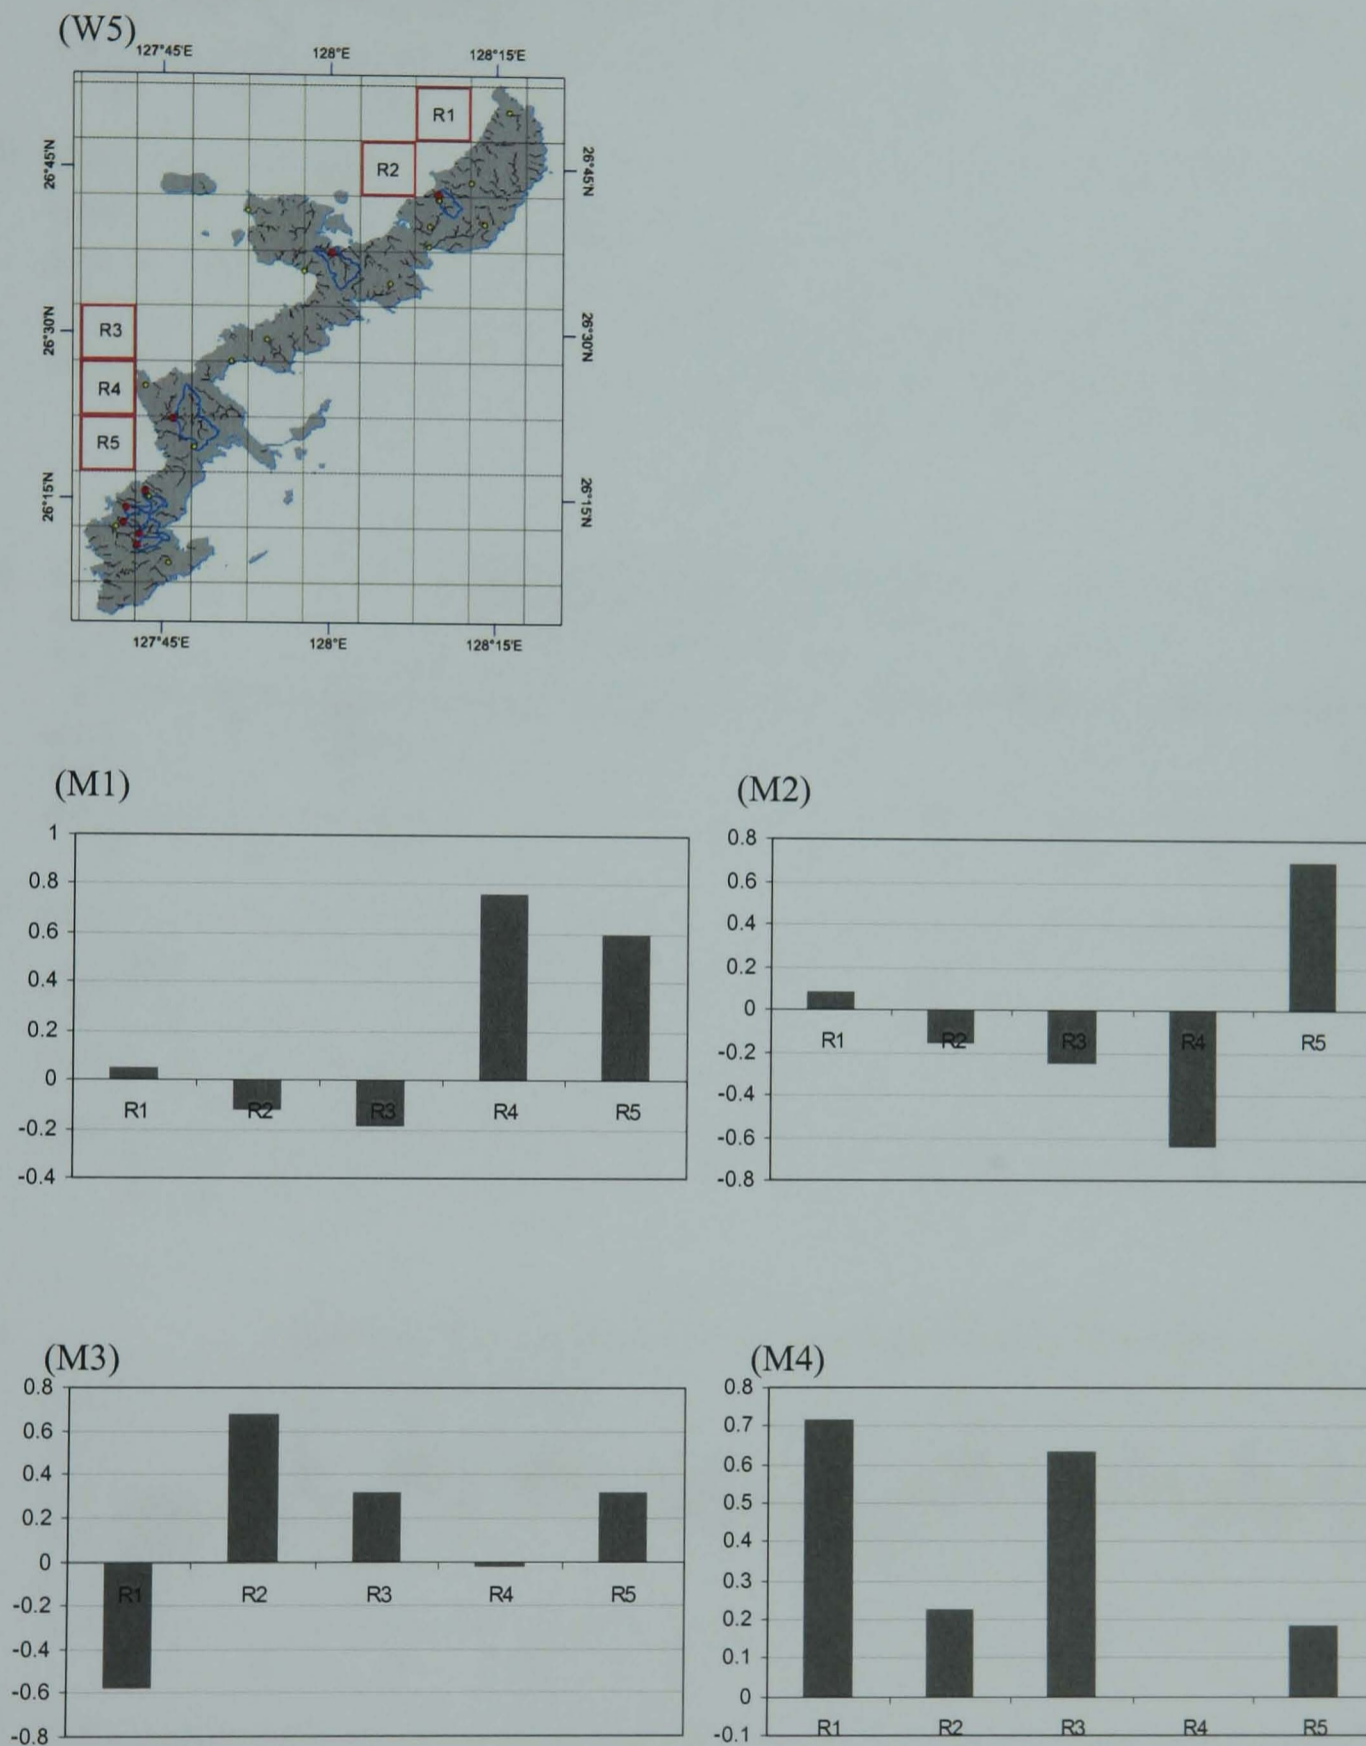 (W5)
127°45'E 128°E 128°15'E
R1
26°45'N 26°45'N
R2
26°30'N R3 26°30'N
R4
R5
26°15'N 26°15'N
127°45'E 128°E 128°15'E
(M1)
1
0.8
0.6
0.4
0.2
0
R1 R2 R3 R4 R5
-0.2
-0.4
(M2)
0.8
0.6
0.4
0.2
0
R1 R2 R3 R4 R5
-0.2
-0.4
-0.6
-0.8
(M3)
0.8
0.6
0.4
0.2
0
R1 R2 R3 R4 R5
-0.2
-0.4
-0.6
-0.8
(M4)
0.8
0.7
0.6
0.5
0.4
0.3
0.2
0.1
0
-0.1 R1 R2 R3 R4 R5